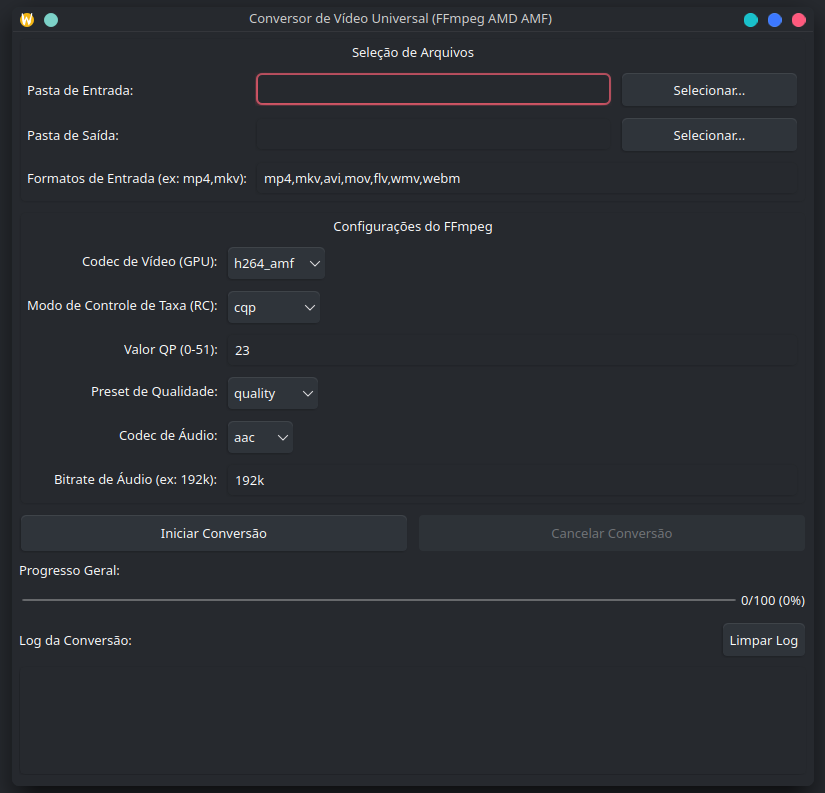 Conversor de Vídeo Universal (FFmpeg AMD AMF)
Seleção de Arquivos
Pasta de Entrada:
Selecionar...
Pasta de Saída:
Selecionar...
Formatos de Entrada (ex: mp4,mkv): mp4,mkv,avi,mov,flv,wmv,webm
Configurações do FFmpeg
Codec de Vídeo (GPU): h264_amf
Modo de Controle de Taxa (RC): cqp
Valor QP (0-51): 23
Preset de Qualidade: quality
Codec de Áudio: aac
Bitrate de Áudio (ex: 192k): 192k
Iniciar Conversão
Cancelar Conversão
Progresso Geral:
0/100 (0%)
Log da Conversão:
Limpar Log